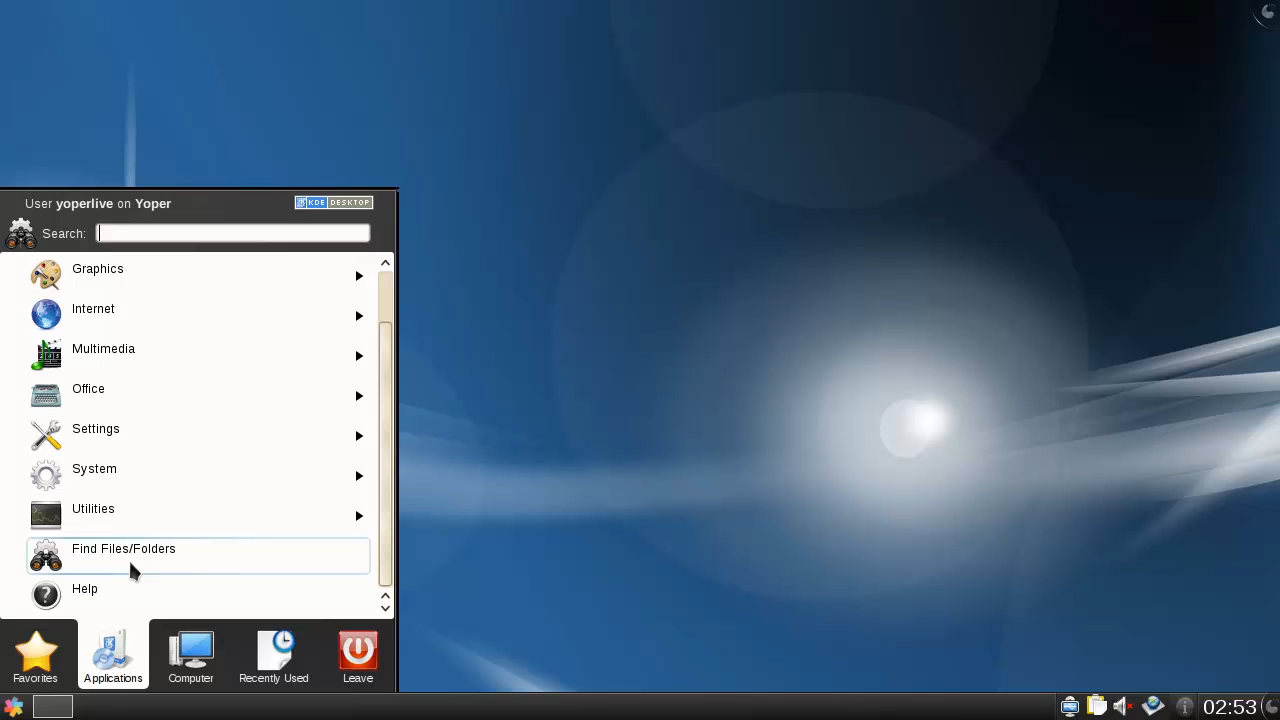 User yoperlive on Yoper
KDE DESKTOP
Search:
Graphics
Internet
Multimedia
Office
Settings
System
Utilities
Find Files/Folders
Help
Favorites
Applications
Computer
Recently Used
Leave
02:53